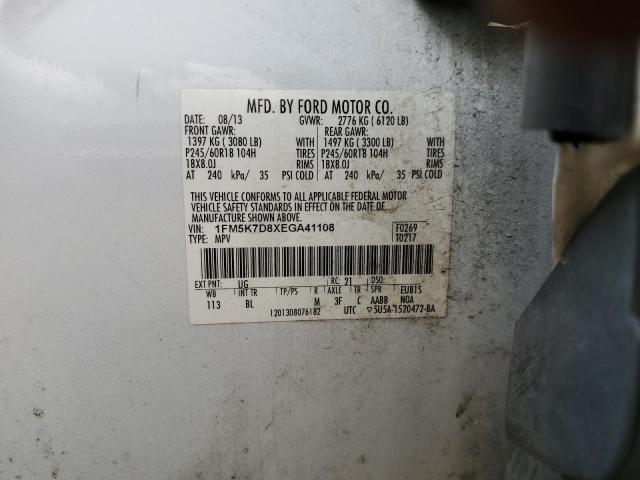 MFD. BY FORD MOTOR CO.
DATE: 08/13 GVWR: 2776 KG ( 6120 LB)
FRONT GAWR: REAR GAWR:
1397 KG ( 3080 LB) WITH 1497 KG ( 3300 LB) WITH
P245/60R18 104H TIRES P245/60R18 104H TIRES
18X8.0J RIMS 18X8.0J RIMS
AT 240 kPa/ 35 PSI COLD AT 240 kPa/ 35 PSI COLD
THIS VEHICLE CONFORMS TO ALL APPLICABLE FEDERAL MOTOR
VEHICLE SAFETY STANDARDS IN EFFECT ON THE DATE OF
MANUFACTURE SHOWN ABOVE.
VIN: 1FM5K7D8XEGA41108 F0269
TYPE: MPV T0217
EXT PNT: UG RC: 21 DSO:
WB INT TR TP/PS R AXLE TR SPR EUB15
113 BL M 3F C AABB N0A
1201308076182 UTC 5U5A-1520472-BA